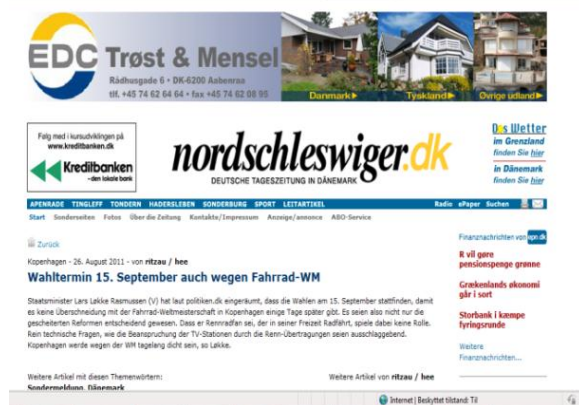 EDC Trøst & Mensel
Rådhusgade 6 • DK-6200 Aabenraa
tlf. +45 74 62 64 64 • fax +45 74 62 08 95
Danmark Tyskland Øvrige udland
Følg med i kursudviklingen på
www.kreditbanken.dk
Kreditbanken
-den lokale bank
nordschleswiger.dk
DEUTSCHE TAGESZEITUNG IN DÄNEMARK
Das Wetter
im Grenzland
finden Sie hier
in Dänemark
finden Sie hier
APENRADE TINGLEFF TONDERN HADERSLEBEN SONDERBURG SPORT LEITARTIKEL Radio ePaper Suchen
Start Sonderseiten Fotos Über die Zeitung Kontakte/Impressum Anzeige/annonce ABO-Service
Zurück
Kopenhagen - 26. August 2011 - von ritzau / hee
Wahltermin 15. September auch wegen Fahrrad-WM
Staatsminister Lars Løkke Rasmussen (V) hat laut politiken.dk eingeräumt, dass die Wahlen am 15. September stattfinden, damit
es keine Überschneidung mit der Fahrrad-Weltmeisterschaft in Kopenhagen einige Tage später gibt. Es seien also nicht nur die
gescheiterten Reformen entscheidend gewesen. Dass er Rennradfan sei, der in seiner Freizeit Radfährt, spiele dabei keine Rolle.
Rein technische Fragen, wie die Beanspruchung der TV-Stationen durch die Renn-Übertragungen seien ausschlaggebend.
Kopenhagen werde wegen der WM tagelang dicht sein, so Løkke.
Weitere Artikel mit diesen Themenwörtern: Weitere Artikel von ritzau / hee
Sondermeldung, Dänemark
Finanznachrichten von epn.dk
R vil gøre
pensionspenge grønne
Grækenlands økonomi
går i sort
Storbank i kæmpe
fyringsrunde
Weitere
Finanznachrichten...
Internet | Beskyttet tilstand: Til